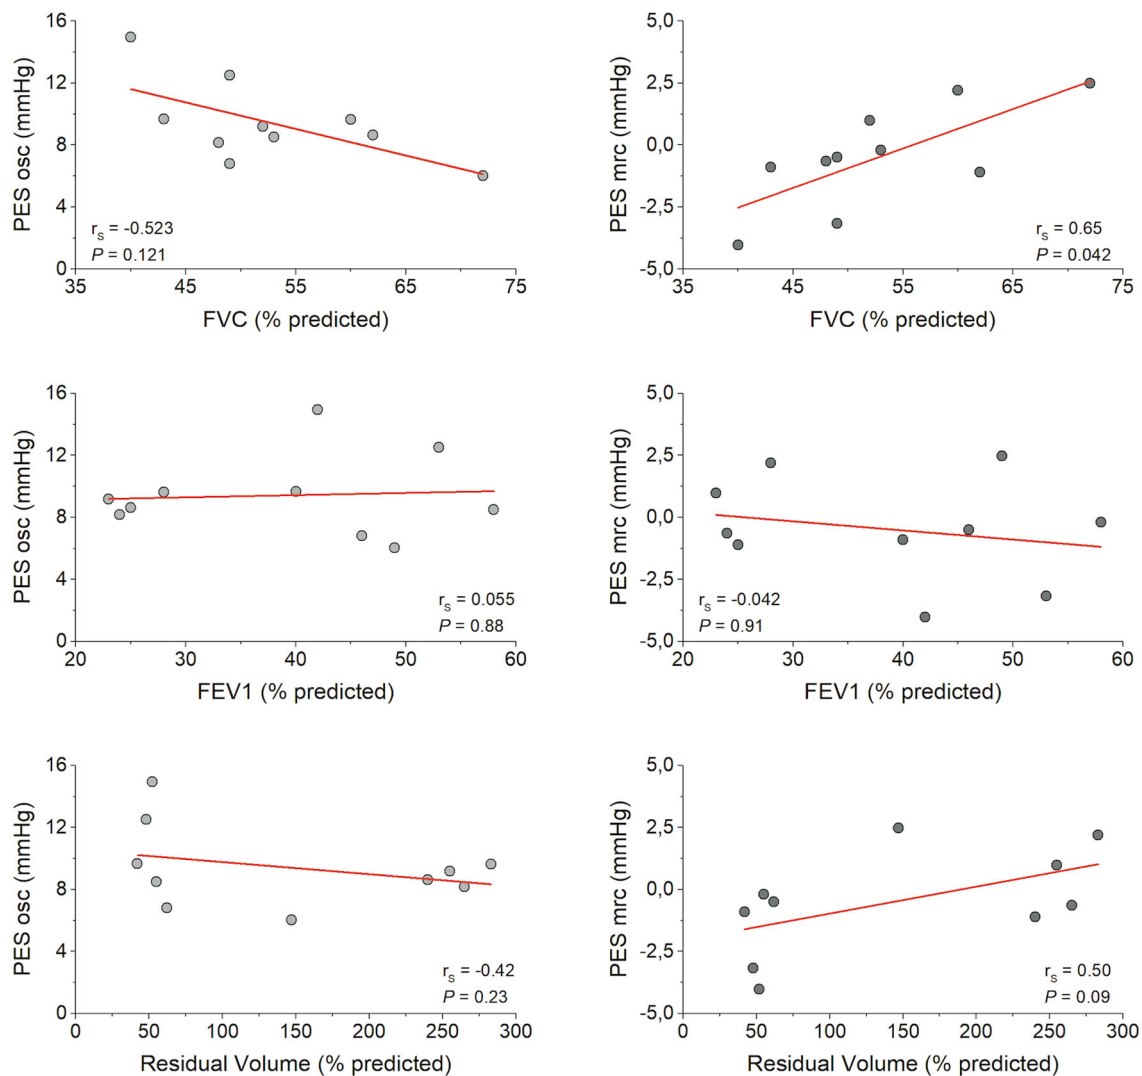 16
12
8
4
0
PES osc (mmHg)
r_S = -0.523
P = 0.121
35 45 55 65 75
FVC (% predicted)
5,0
2,5
0,0
-2,5
-5,0
PES mrc (mmHg)
r_S = 0.65
P = 0.042
35 45 55 65 75
FVC (% predicted)
16
12
8
4
0
PES osc (mmHg)
r_S = 0.055
P = 0.88
20 30 40 50 60
FEV1 (% predicted)
5,0
2,5
0,0
-2,5
-5,0
PES mrc (mmHg)
r_S = -0.042
P = 0.91
20 30 40 50 60
FEV1 (% predicted)
16
12
8
4
0
PES osc (mmHg)
r_S = -0.42
P = 0.23
0 50 100 150 200 250 300
Residual Volume (% predicted)
5,0
2,5
0,0
-2,5
-5,0
PES mrc (mmHg)
r_S = 0.50
P = 0.09
0 50 100 150 200 250 300
Residual Volume (% predicted)